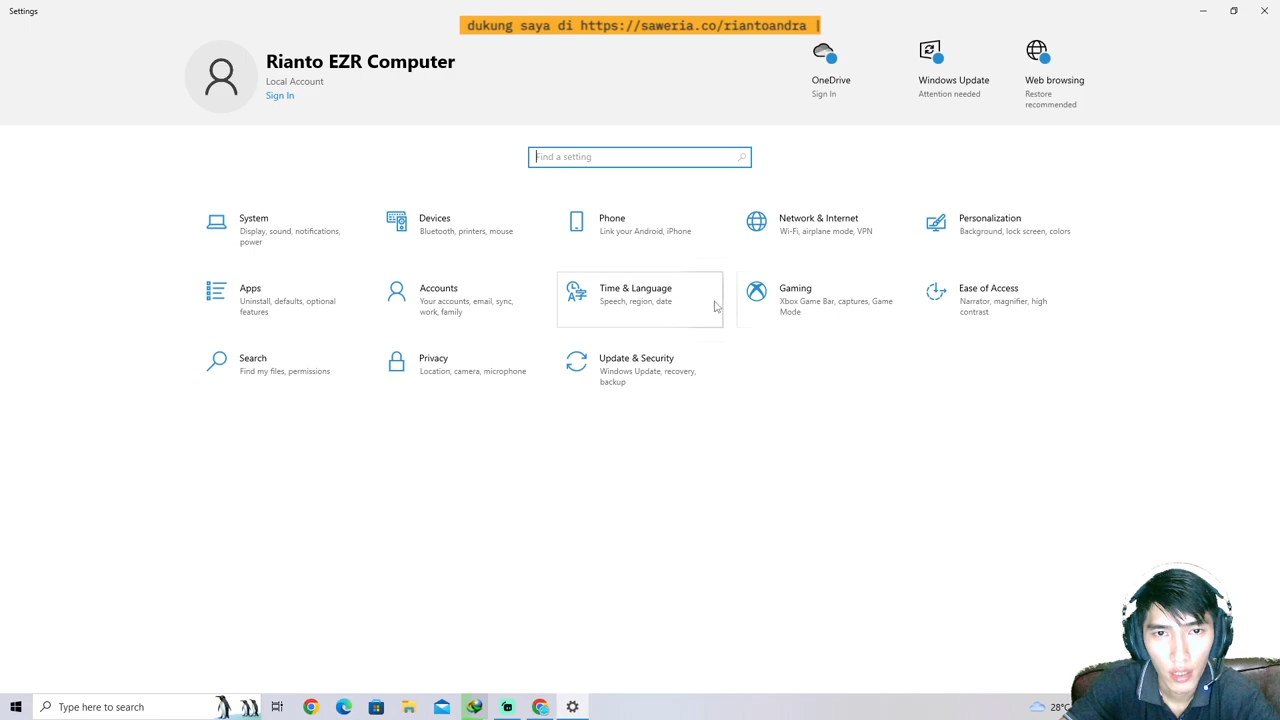 Settings
dukung saya di https://saweria.co/riantoandra |
Rianto EZR Computer
Local Account
Sign In
OneDrive
Sign In
Windows Update
Attention needed
Web browsing
Restore
recommended
Find a setting
System
Display, sound, notifications,
power
Devices
Bluetooth, printers, mouse
Phone
Link your Android, iPhone
Network & Internet
Wi-Fi, airplane mode, VPN
Personalization
Background, lock screen, colors
Apps
Uninstall, defaults, optional
features
Accounts
Your accounts, email, sync,
work, family
Time & Language
Speech, region, date
Gaming
Xbox Game Bar, captures, Game
Mode
Ease of Access
Narrator, magnifier, high
contrast
Search
Find my files, permissions
Privacy
Location, camera, microphone
Update & Security
Windows Update, recovery,
backup
Type here to search
28°